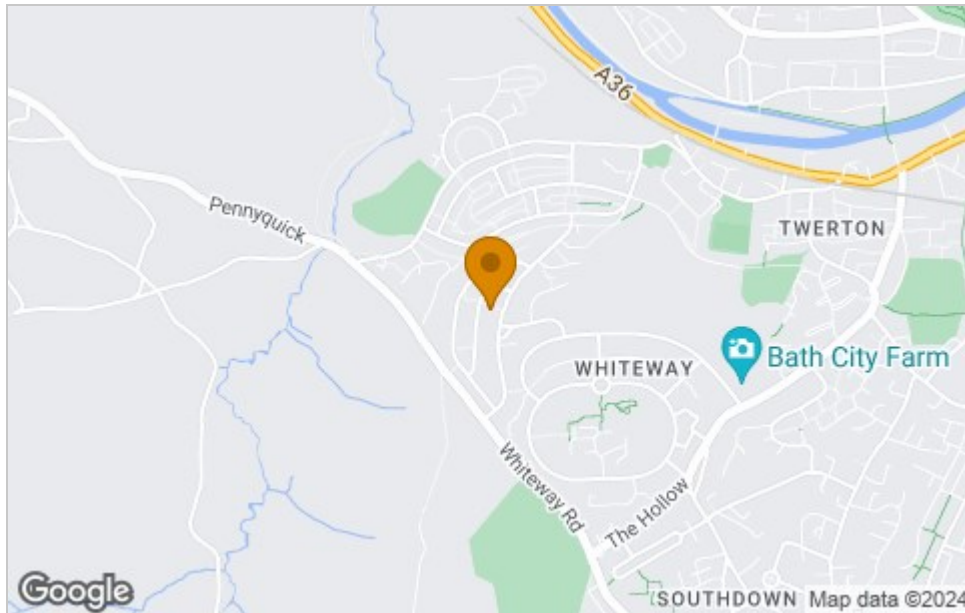 A36
Pennyquick
TWERTON
WHITEWAY
Bath City Farm
Whiteway Rd
The Hollow
SOUTHDOWN
Google
Map data ©2024